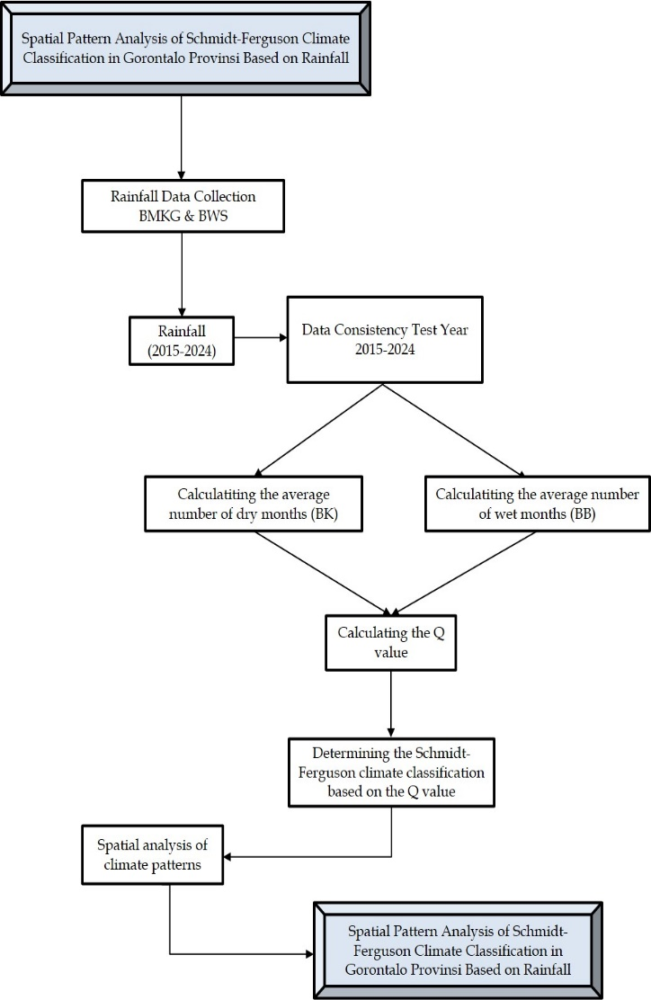 Spatial Pattern Analysis of Schmidt-Ferguson Climate
Classification in Gorontalo Provinsi Based on Rainfall
Rainfall Data Collection
BMKG & BWS
Rainfall
(2015-2024)
Data Consistency Test Year
2015-2024
Calculatiting the average
number of dry months (BK)
Calculatiting the average number
of wet months (BB)
Calculating the Q
value
Determining the Schmidt-
Ferguson climate classification
based on the Q value
Spatial analysis of
climate patterns
Spatial Pattern Analysis of Schmidt-
Ferguson Climate Classification in
Gorontalo Provinsi Based on Rainfall